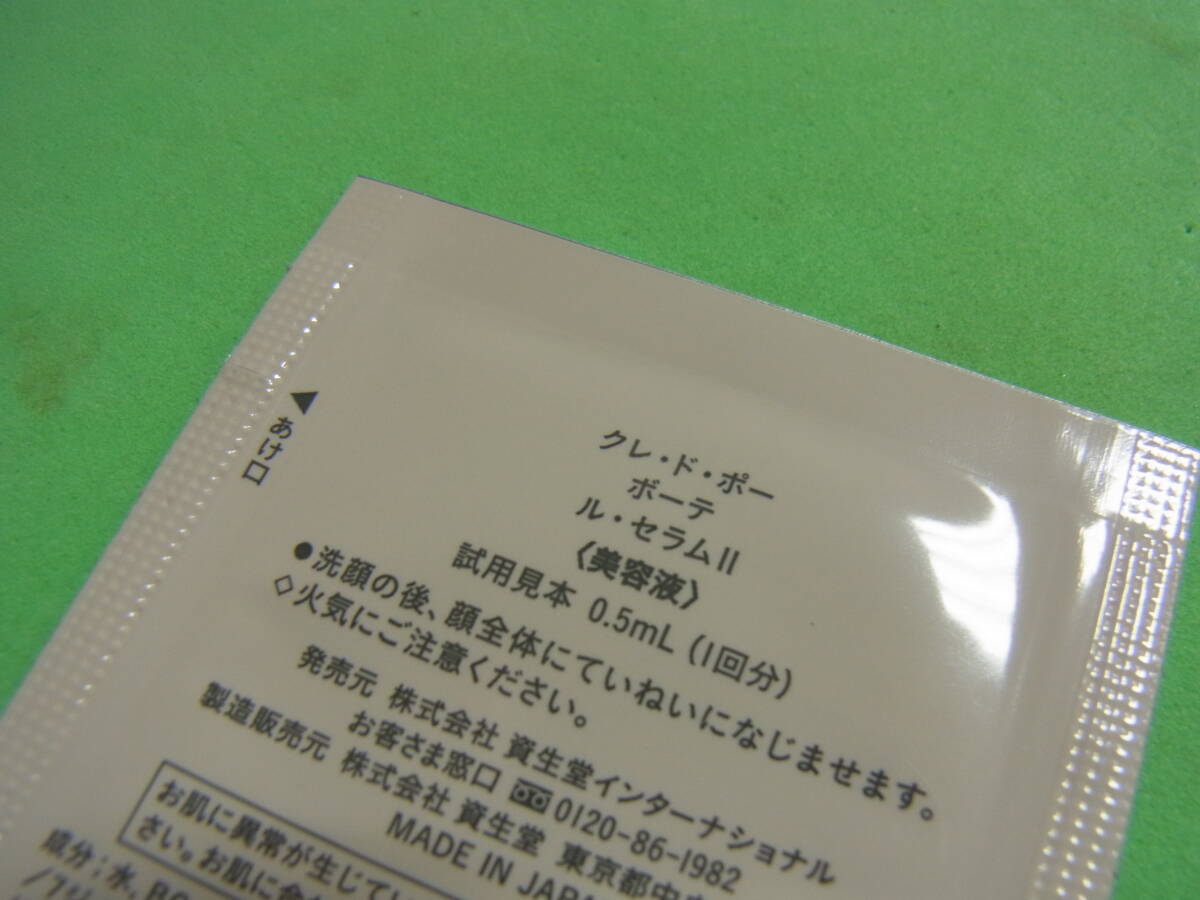 あけ口
クレ・ド・ポー
ボーテ
ル・セラムⅡ
〈美容液〉
試用見本 0.5mL (1回分)
●洗顔の後、顔全体にていねいになじませます。
◇火気にご注意ください。
発売元 株式会社 資生堂インターナショナル
お客さま窓口 0120-86-1982
製造販売元 株式会社 資生堂 東京都中央
MADE IN JAPA
お肌に異常が生じてい
さい。お肌に合
成分:水、BG